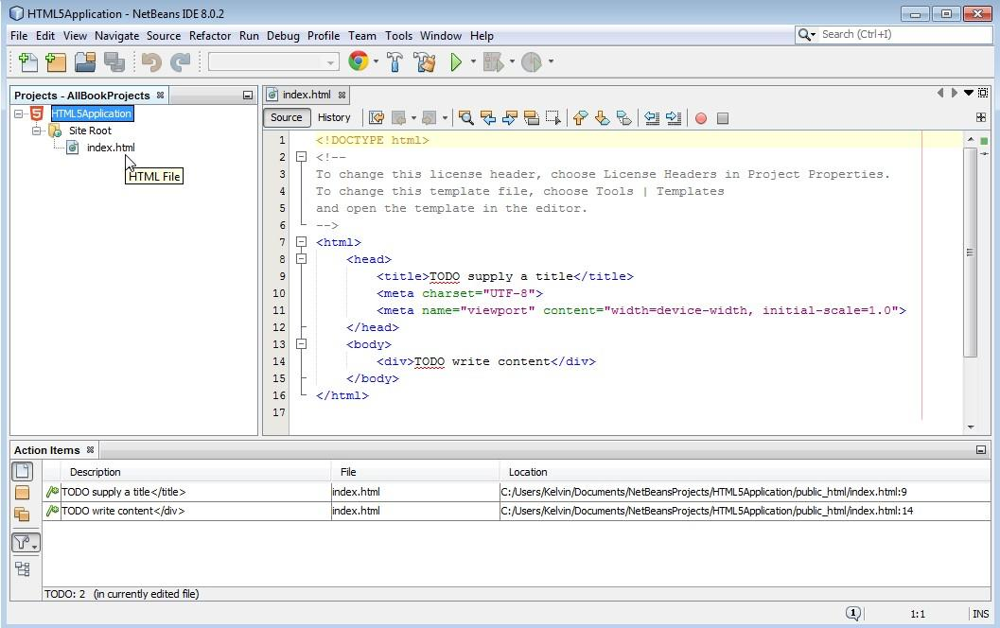 HTML5Application - NetBeans IDE 8.0.2
File Edit View Navigate Source Refactor Run Debug Profile Team Tools Window Help
Search (Ctrl+I)
Projects - AllBookProjects
HTML5Application
Site Root
index.html
HTML File
index.html
Source History
1 <!DOCTYPE html>
2 <!--
3 To change this license header, choose License Headers in Project Properties.
4 To change this template file, choose Tools | Templates
5 and open the template in the editor.
6 -->
7 <html>
8 <head>
9 <title>TODO supply a title</title>
10 <meta charset="UTF-8">
11 <meta name="viewport" content="width=device-width, initial-scale=1.0">
12 </head>
13 <body>
14 <div>TODO write content</div>
15 </body>
16 </html>
17
Action Items
Description File Location
TODO supply a title</title> index.html C:/Users/Kelvin/Documents/NetBeansProjects/HTML5Application/public_html/index.html:9
TODO write content</div> index.html C:/Users/Kelvin/Documents/NetBeansProjects/HTML5Application/public_html/index.html:14
TODO: 2 (in currently edited file)
1 1:1 INS